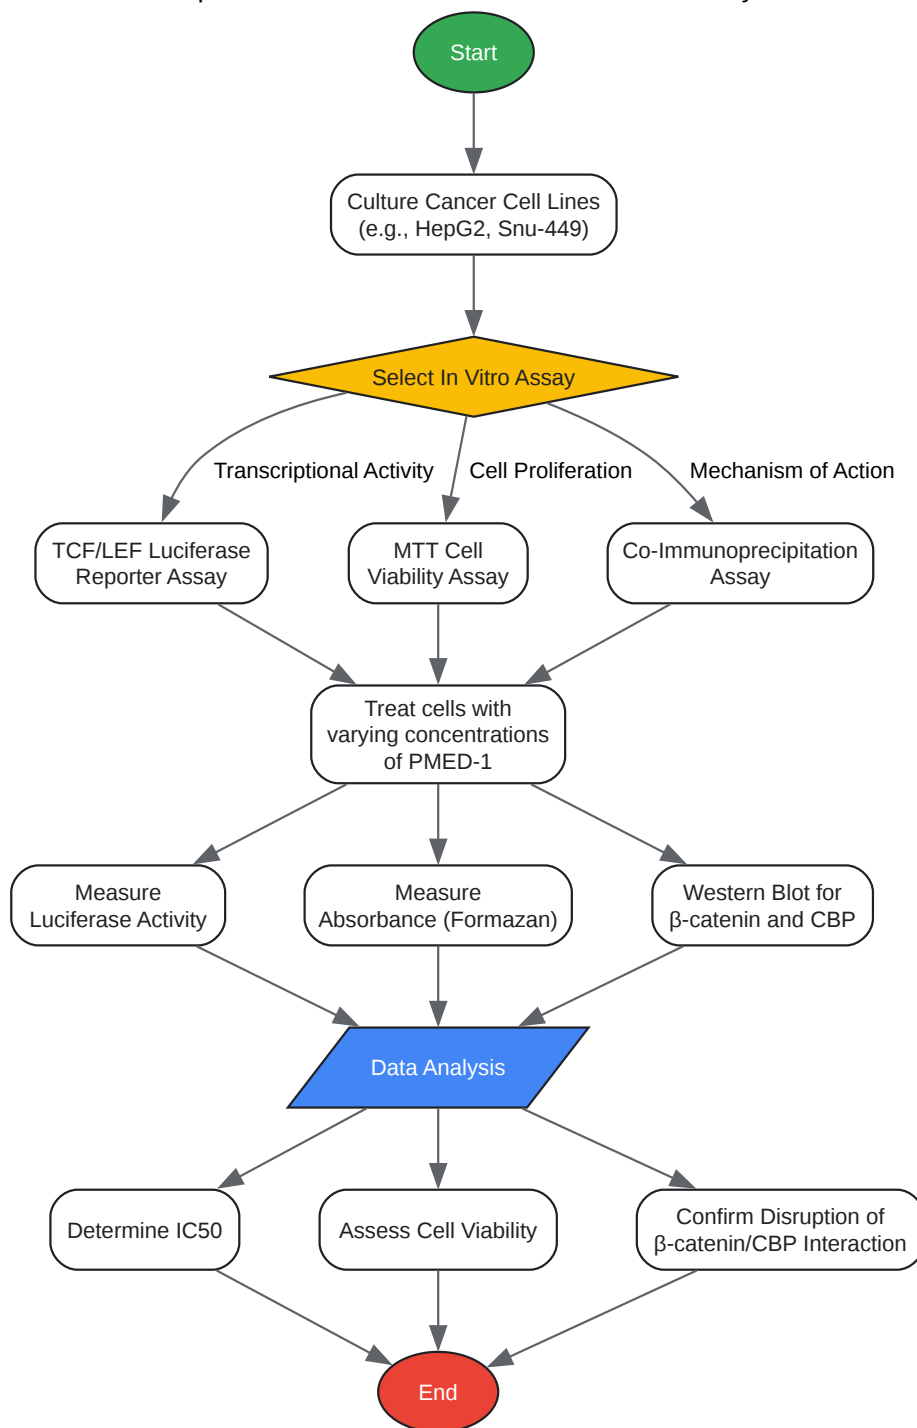 Start
Culture Cancer Cell Lines
(e.g., HepG2, Snu-449)
Select In Vitro Assay
Transcriptional Activity
Cell Proliferation
Mechanism of Action
TCF/LEF Luciferase
Reporter Assay
MTT Cell
Viability Assay
Co-Immunoprecipitation
Assay
Treat cells with
varying concentrations
of PMED-1
Measure
Luciferase Activity
Measure
Absorbance (Formazan)
Western Blot for
β-catenin and CBP
Data Analysis
Determine IC50
Assess Cell Viability
Confirm Disruption of
β-catenin/CBP Interaction
End